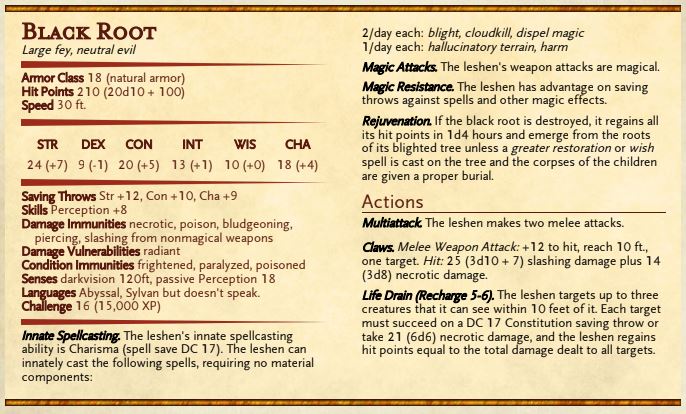 Black Root
Large fey, neutral evil
Armor Class 18 (natural armor)
Hit Points 210 (20d10 + 100)
Speed 30 ft.
STR DEX CON INT WIS CHA
24 (+7) 9 (-1) 20 (+5) 13 (+1) 10 (+0) 18 (+4)
Saving Throws Str +12, Con +10, Cha +9
Skills Perception +8
Damage Immunities necrotic, poison, bludgeoning,
piercing, slashing from nonmagical weapons
Damage Vulnerabilities radiant
Condition Immunities frightened, paralyzed, poisoned
Senses darkvision 120ft, passive Perception 18
Languages Abyssal, Sylvan but doesn't speak.
Challenge 16 (15,000 XP)
Innate Spellcasting. The leshen's innate spellcasting
ability is Charisma (spell save DC 17). The leshen can
innately cast the following spells, requiring no material
components:
2/day each: blight, cloudkill, dispel magic
1/day each: hallucinatory terrain, harm
Magic Attacks. The leshen's weapon attacks are magical.
Magic Resistance. The leshen has advantage on saving
throws against spells and other magic effects.
Rejuvenation. If the black root is destroyed, it regains all
its hit points in 1d4 hours and emerge from the roots
of its blighted tree unless a greater restoration or wish
spell is cast on the tree and the corpses of the children
are given a proper burial.
Actions
Multiattack. The leshen makes two melee attacks.
Claws. Melee Weapon Attack: +12 to hit, reach 10 ft.,
one target. Hit: 25 (3d10 + 7) slashing damage plus 14
(3d8) necrotic damage.
Life Drain (Recharge 5-6). The leshen targets up to three
creatures that it can see within 10 feet of it. Each target
must succeed on a DC 17 Constitution saving throw or
take 21 (6d6) necrotic damage, and the leshen regains
hit points equal to the total damage dealt to all targets.